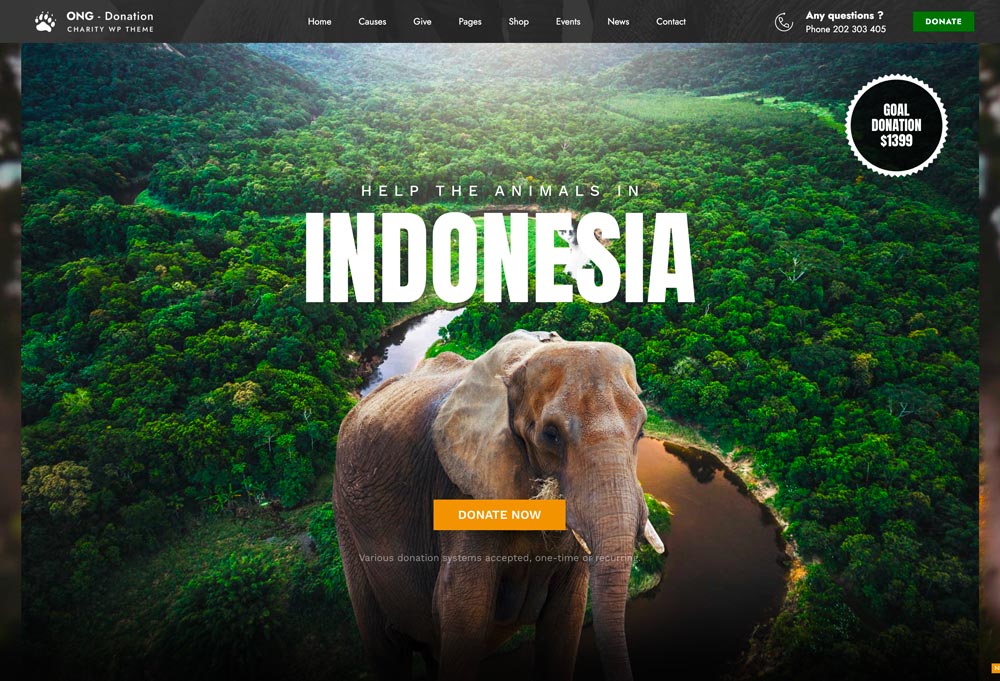 ONG - Donation
CHARITY WP THEME
Home Causes Give Pages Shop Events News Contact
Any questions ?
Phone 202 303 405
DONATE
GOAL
DONATION
$1399
HELP THE ANIMALS IN
INDONESIA
DONATE NOW
Various donation systems accepted, one-time or recurring